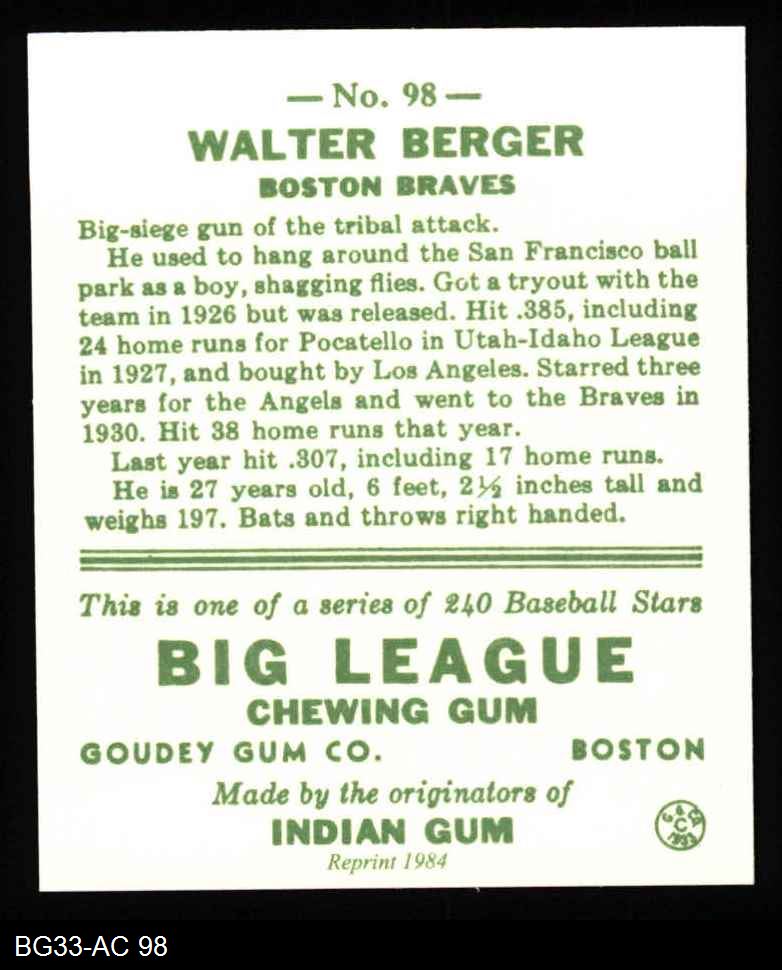 — No. 98 —
WALTER BERGER
BOSTON BRAVES
Big-siege gun of the tribal attack.
He used to hang around the San Francisco ball
park as a boy, shagging flies. Got a tryout with the
team in 1926 but was released. Hit .385, including
24 home runs for Pocatello in Utah-Idaho League
in 1927, and bought by Los Angeles. Starred three
years for the Angels and went to the Braves in
1930. Hit 38 home runs that year.
Last year hit .307, including 17 home runs.
He is 27 years old, 6 feet, 2½ inches tall and
weighs 197. Bats and throws right handed.
This is one of a series of 240 Baseball Stars
BIG LEAGUE
CHEWING GUM
GOUDEY GUM CO. BOSTON
Made by the originators of
INDIAN GUM
G & CO
C
1933
Reprint 1984
BG33-AC 98